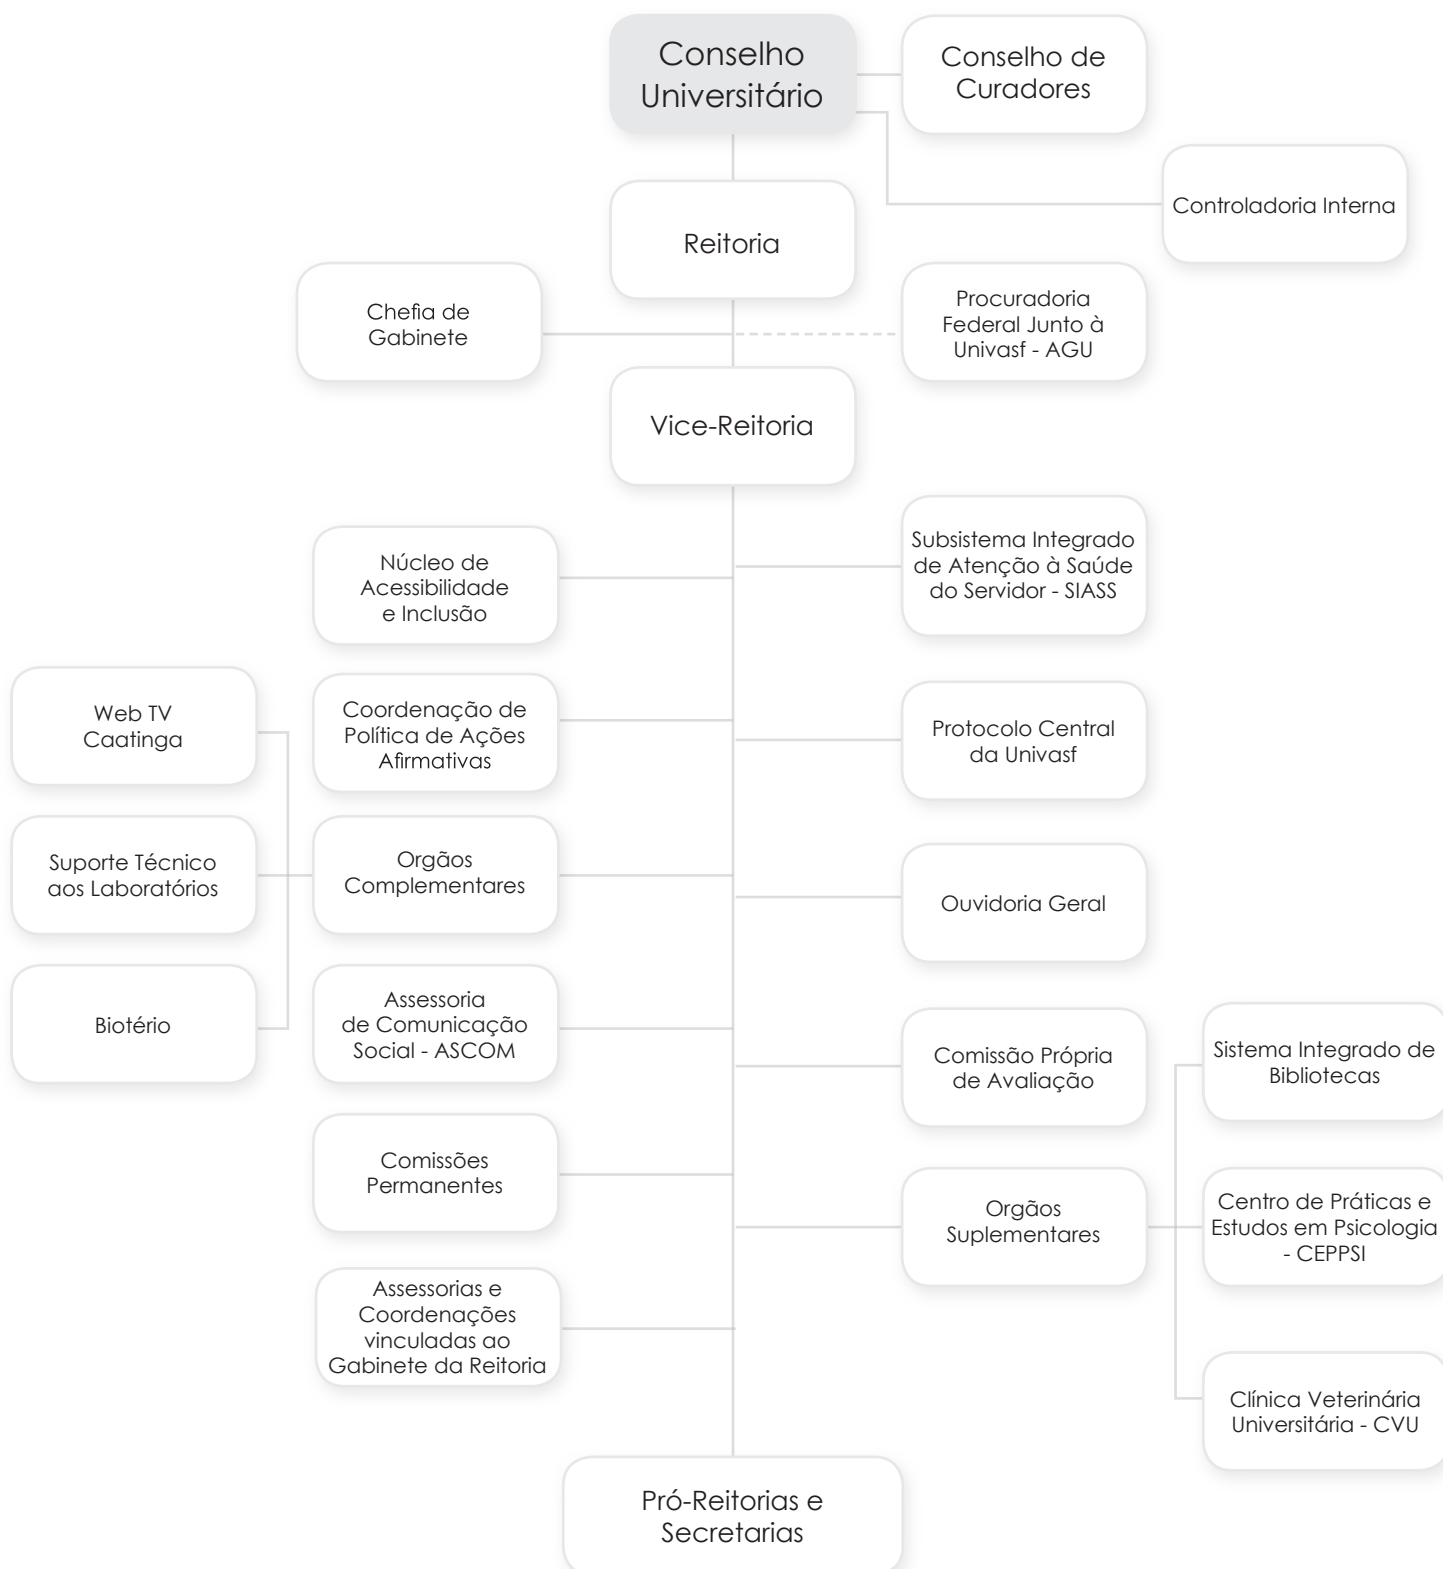 Conselho
Universitário
Conselho de
Curadores
Controladoria Interna
Reitoria
Chefia de
Gabinete
Procuradoria
Federal Junto à
Univasf - AGU
Vice-Reitoria
Núcleo de
Acessibilidade
e Inclusão
Subsistema Integrado
de Atenção à Saúde
do Servidor - SIASS
Web TV
Caatinga
Coordenação de
Política de Ações
Afirmativas
Protocolo Central
da Univasf
Suporte Técnico
aos Laboratórios
Orgãos
Complementares
Ouvidoria Geral
Biotério
Assessoria
de Comunicação
Social - ASCOM
Comissão Própria
de Avaliação
Sistema Integrado de
Bibliotecas
Comissões
Permanentes
Orgãos
Suplementares
Centro de Práticas e
Estudos em Psicologia
- CEPPSI
Assessorias e
Coordenações
vinculadas ao
Gabinete da Reitoria
Clínica Veterinária
Universitária - CVU
Pró-Reitorias e
Secretarias